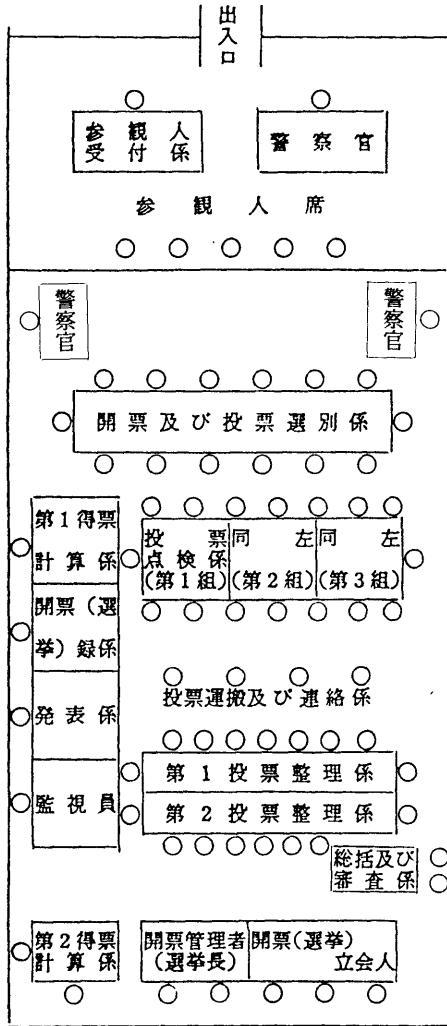 出入口
参観人
受付係
警察官
参観人席
警察官
警察官
開票及び投票選別係
第1得票
計算係
投票
点検係
(第1組)
同左
(第2組)
同左
(第3組)
開票(選
挙)録係
発表係
投票運搬及び連絡係
監視員
第1投票整理係
第2投票整理係
総括及び
審査係
第2得票
計算係
開票管理者
(選挙長)
開票(選挙)
立会人